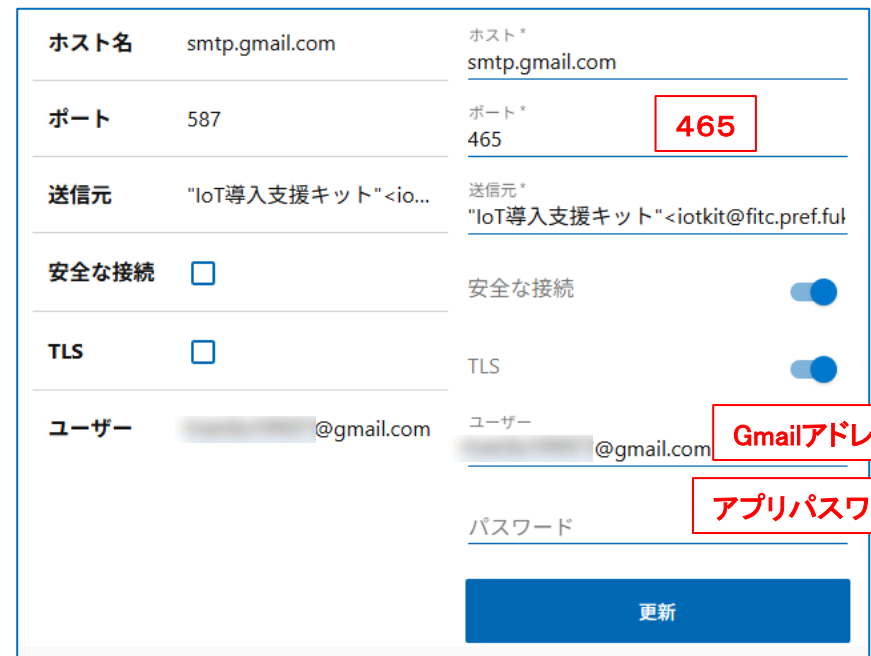 ホスト名 smtp.gmail.com
ポート 587
送信元 "IoT導入支援キット"<io...
安全な接続
TLS
ユーザー @gmail.com
ホスト*
smtp.gmail.com
ポート*
465
465
送信元*
"IoT導入支援キット"<iotkit@fitc.pref.fuk
安全な接続
TLS
ユーザー
@gmail.com
Gmailアドレ
アプリパスワ
パスワード
更新